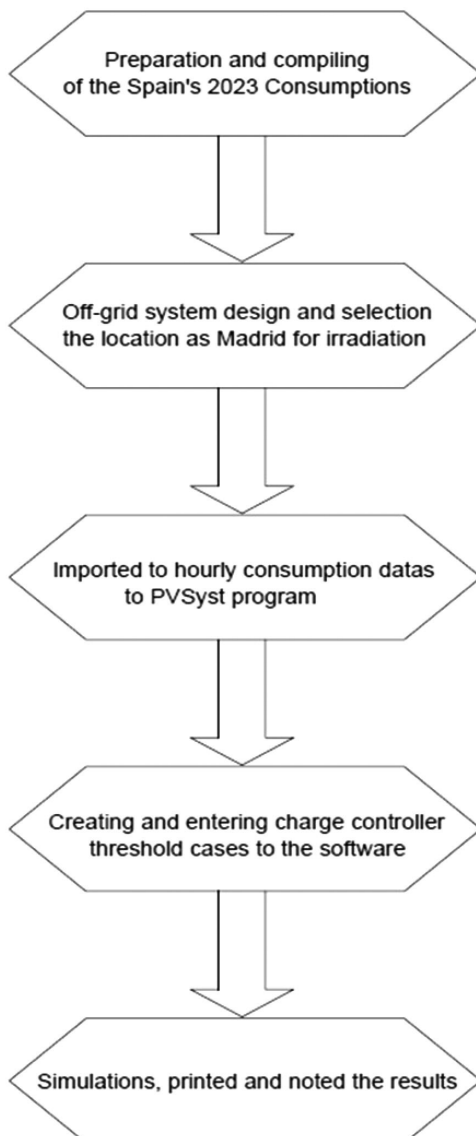 Preparation and compiling
of the Spain's 2023 Consumptions
Off-grid system design and selection
the location as Madrid for irradiation
Imported to hourly consumption datas
to PVSyst program
Creating and entering charge controller
threshold cases to the software
Simulations, printed and noted the results